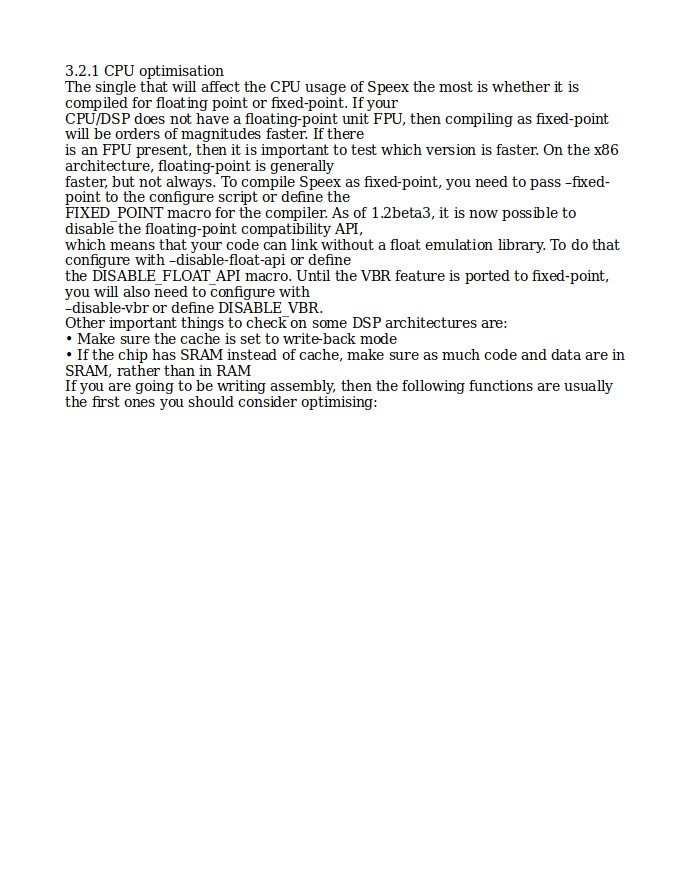 3.2.1 CPU optimisation
The single that will affect the CPU usage of Speex the most is whether it is
compiled for floating point or fixed-point. If your
CPU/DSP does not have a floating-point unit FPU, then compiling as fixed-point
will be orders of magnitudes faster. If there
is an FPU present, then it is important to test which version is faster. On the x86
architecture, floating-point is generally
faster, but not always. To compile Speex as fixed-point, you need to pass –fixed-
point to the configure script or define the
FIXED_POINT macro for the compiler. As of 1.2beta3, it is now possible to
disable the floating-point compatibility API,
which means that your code can link without a float emulation library. To do that
configure with –disable-float-api or define
the DISABLE_FLOAT_API macro. Until the VBR feature is ported to fixed-point,
you will also need to configure with
–disable-vbr or define DISABLE_VBR.
Other important things to check on some DSP architectures are:
• Make sure the cache is set to write-back mode
• If the chip has SRAM instead of cache, make sure as much code and data are in
SRAM, rather than in RAM
If you are going to be writing assembly, then the following functions are usually
the first ones you should consider optimising: